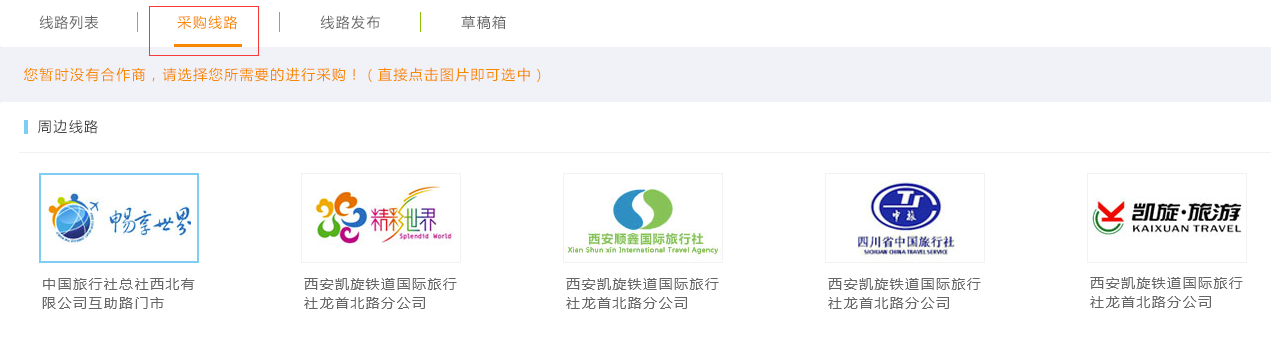 线路列表 采购线路 线路发布 草稿箱
您暂时没有合作商，请选择您所需要的进行采购！（直接点击图片即可选中）
周边线路
畅享世界
精彩世界
Splendid World
西安顺鑫国际旅行社
Xian Shun xin International Travel Agency
中旅
四川省中国旅行社
SICHUAN CHINA TRAVEL SERVICE
凯旋·旅游
KAIXUAN TRAVEL
中国旅行社总社西北有
限公司互助路门市
西安凯旋铁道国际旅行
社龙首北路分公司
西安凯旋铁道国际旅行
社龙首北路分公司
西安凯旋铁道国际旅行
社龙首北路分公司
西安凯旋铁道国际旅行
社龙首北路分公司